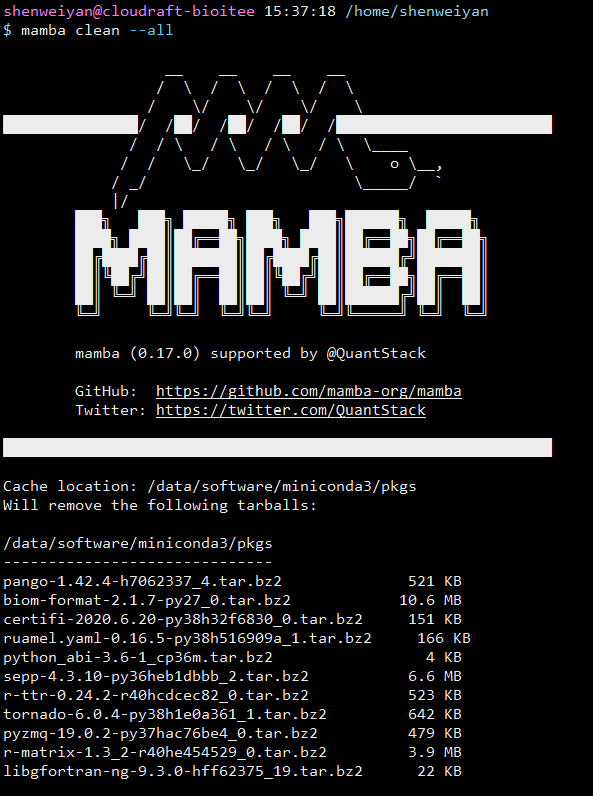 shenweiyan@cloudraft-bioitee 15:37:18 /home/shenweiyan
$ mamba clean --all
MAMBA
mamba (0.17.0) supported by @QuantStack
GitHub: https://github.com/mamba-org/mamba
Twitter: https://twitter.com/QuantStack
Cache location: /data/software/miniconda3/pkgs
Will remove the following tarballs:
/data/software/miniconda3/pkgs
------------------------------
pango-1.42.4-h7062337_4.tar.bz2 521 KB
biom-format-2.1.7-py27_0.tar.bz2 10.6 MB
certifi-2020.6.20-py38h32f6830_0.tar.bz2 151 KB
ruamel.yaml-0.16.5-py38h516909a_1.tar.bz2 166 KB
python_abi-3.6-1_cp36m.tar.bz2 4 KB
sepp-4.3.10-py36heb1dbbb_2.tar.bz2 6.6 MB
r-ttr-0.24.2-r40hcdcec82_0.tar.bz2 523 KB
tornado-6.0.4-py38h1e0a361_1.tar.bz2 642 KB
pyzmq-19.0.2-py37hac76be4_0.tar.bz2 479 KB
r-matrix-1.3_2-r40he454529_0.tar.bz2 3.9 MB
libgfortran-ng-9.3.0-hff62375_19.tar.bz2 22 KB